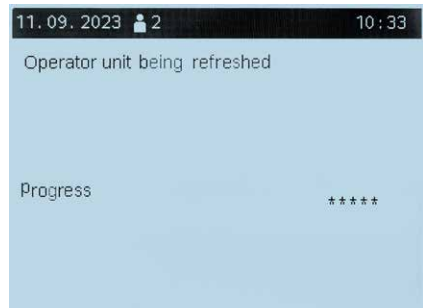 11.09.2023 2 10:33
Operator unit being refreshed
Progress
*****